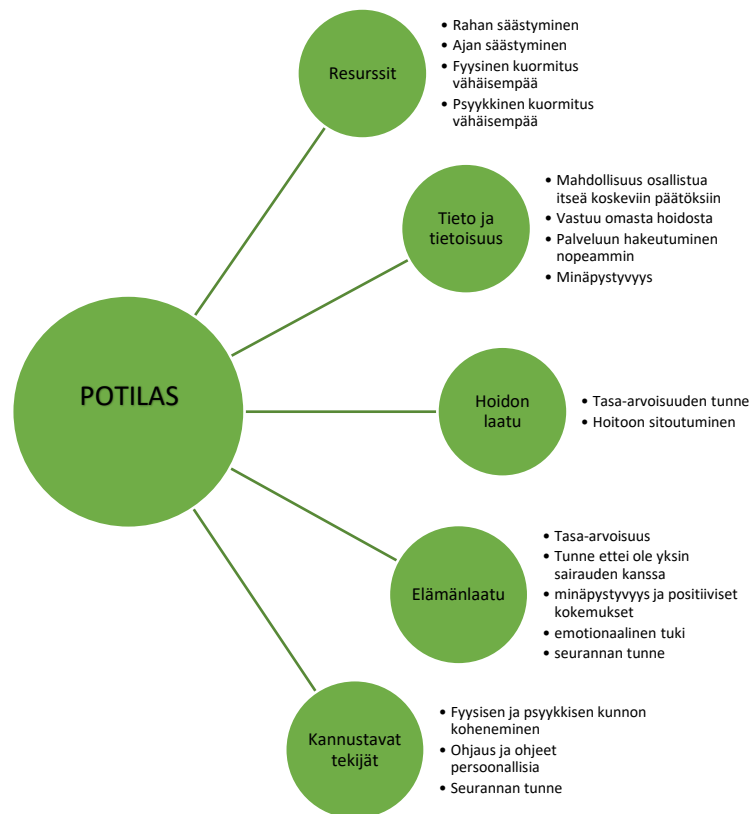 Resurssit
• Rahan säästyminen
• Ajan säästyminen
• Fyysinen kuormitus
vähäisempää
• Psyykkinen kuormitus
vähäisempää
Tieto ja
tietoisuus
• Mahdollisuus osallistua
itseä koskeviin päätöksiin
• Vastuu omasta hoidosta
• Palveluun hakeutuminen
nopeammin
• Minäpystyvyys
POTILAS
Hoidon
laatu
• Tasa-arvoisuuden tunne
• Hoitoon sitoutuminen
Elämänlaatu
• Tasa-arvoisuus
• Tunne ettei ole yksin
sairauden kanssa
• minäpystyvyys ja positiiviset
kokemukset
• emotionaalinen tuki
• seurannan tunne
Kannustavat
tekijät
• Fyysisen ja psyykkisen kunnon
koheneminen
• Ohjaus ja ohjeet
persoonallisia
• Seurannan tunne